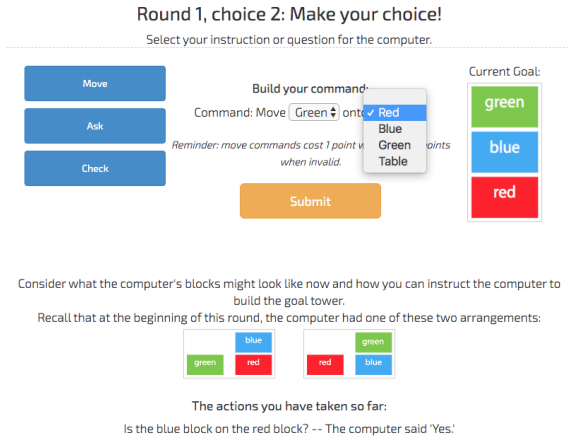 Round 1, choice 2: Make your choice!
Select your instruction or question for the computer.
Move
Ask
Check
Build your command:
Command: Move Green onto
✓ Red
Blue
Green
Table
Reminder: move commands cost 1 point points
when invalid.
Submit
Current Goal:
green
blue
red
Consider what the computer's blocks might look like now and how you can instruct the computer to
build the goal tower.
Recall that at the beginning of this round, the computer had one of these two arrangements:
blue
green red
green
red blue
The actions you have taken so far:
Is the blue block on the red block? -- The computer said 'Yes.'